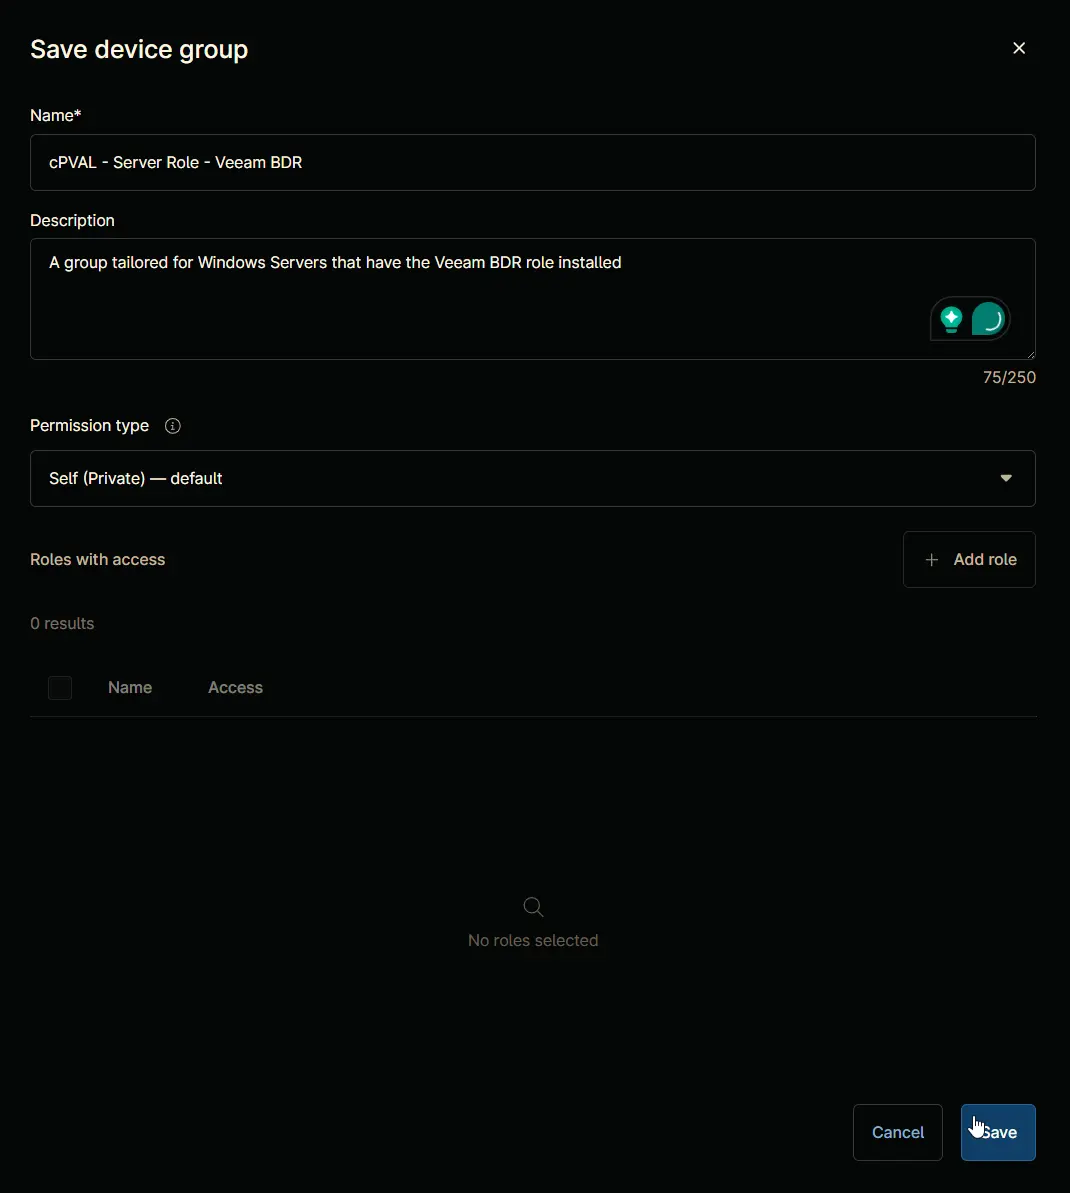 Save device group
Name*
cPVAL - Server Role - Veeam BDR
Description
A group tailored for Windows Servers that have the Veeam BDR role installed
75/250
Permission type
Self (Private) — default
Roles with access
Add role
0 results
Name Access
No roles selected
Cancel Save